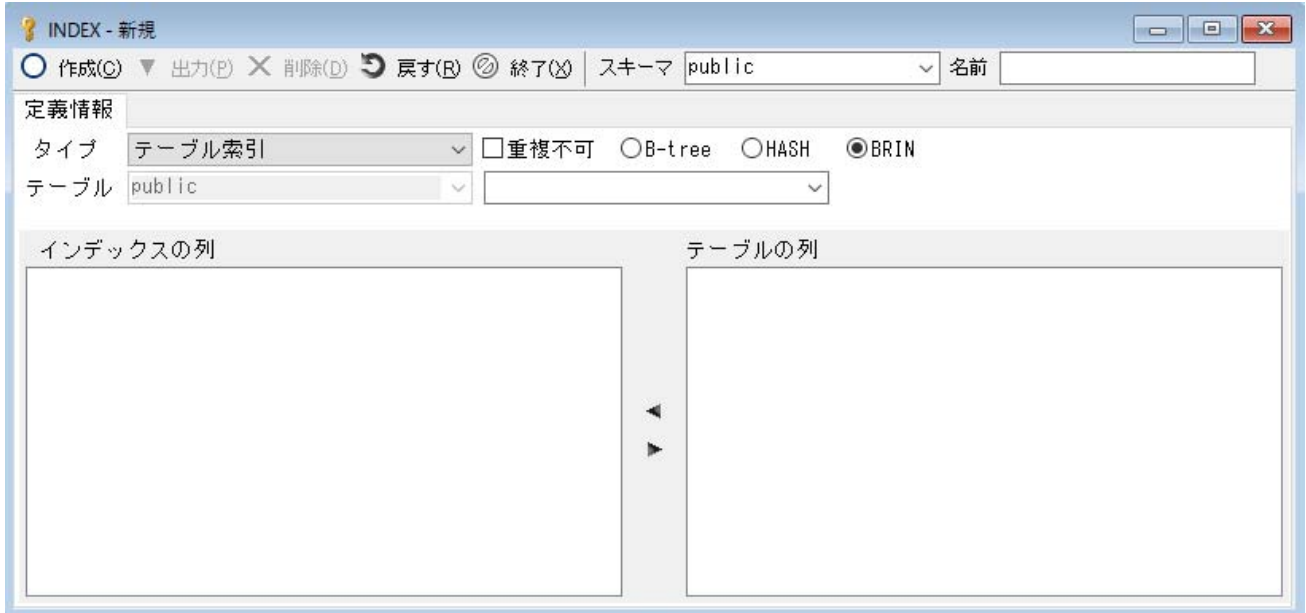 INDEX - 新規
作成(C) 出力(P) 削除(D) 戻す(R) 終了(X) スキーマ public 名前
定義情報
タイプ テーブル索引 重複不可 B-tree HASH BRIN
テーブル public
インデックスの列 テーブルの列